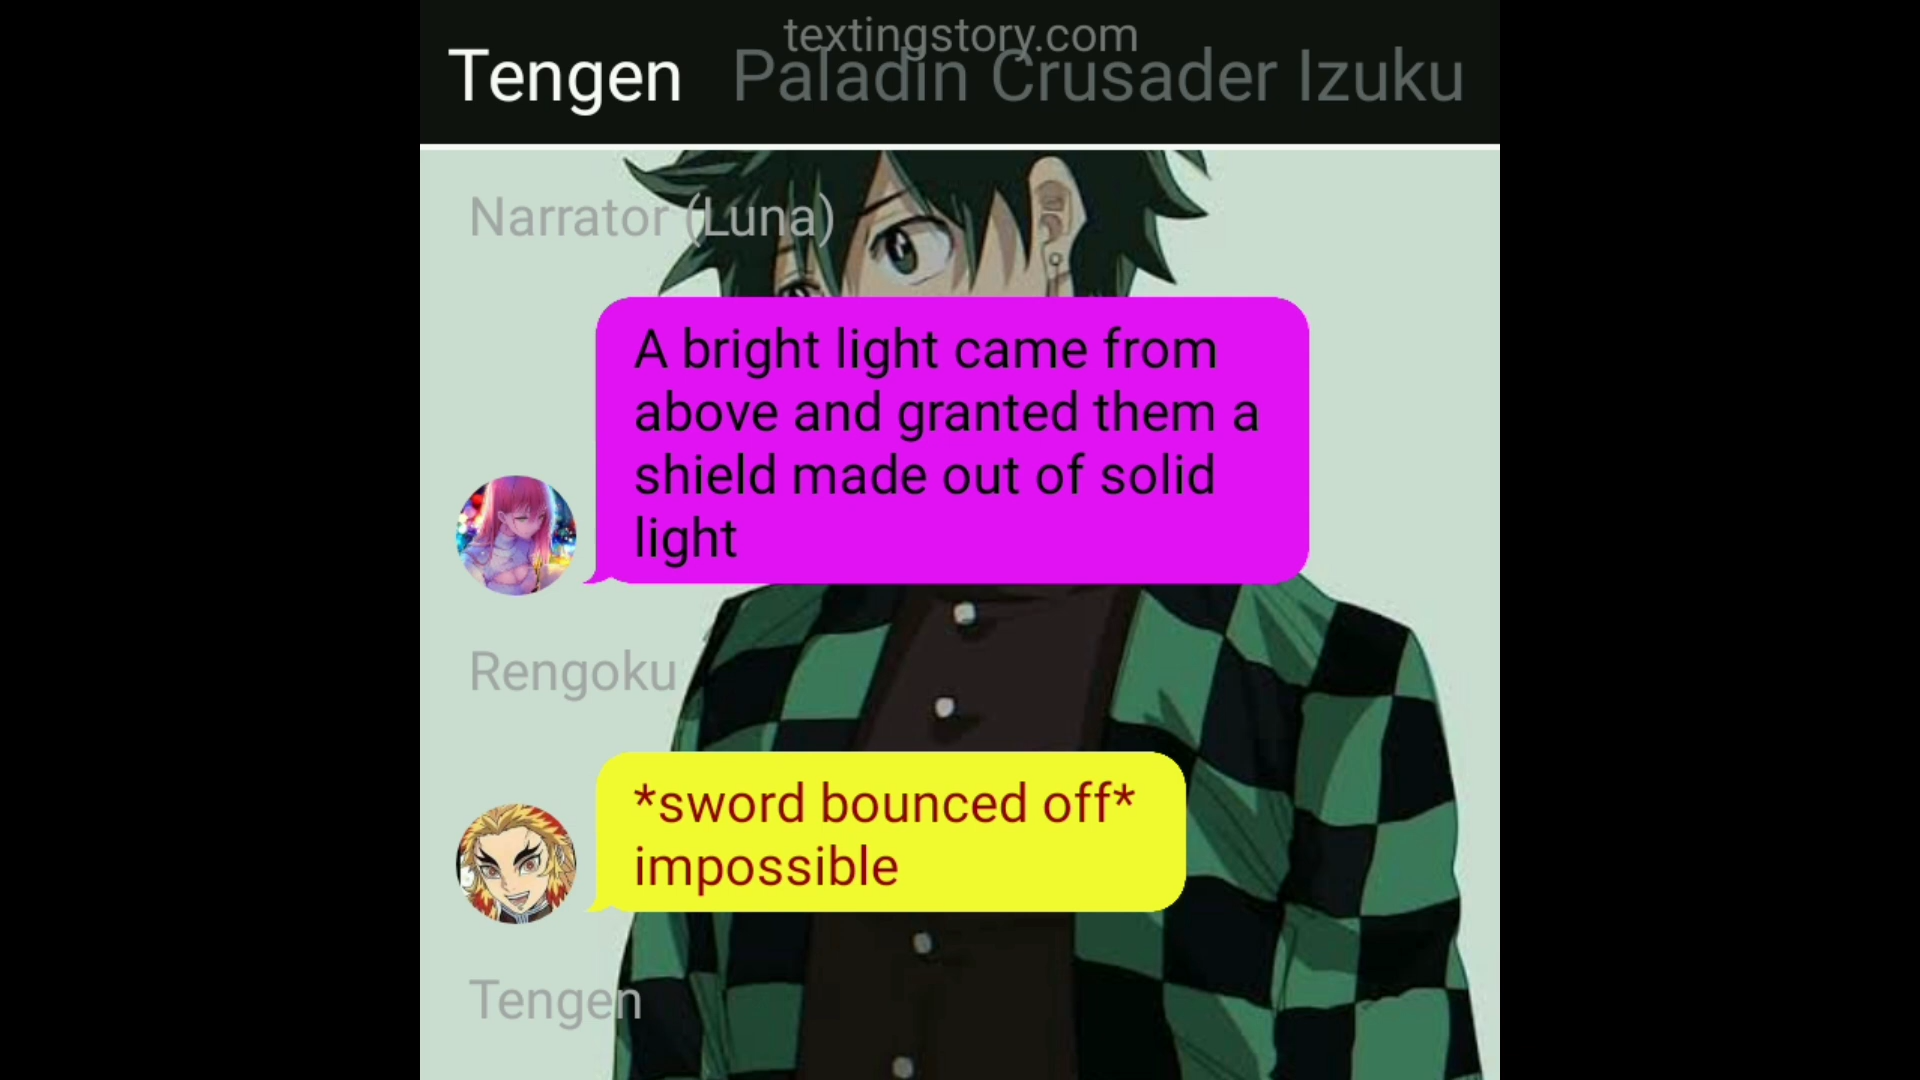 textingstory.com
Tengen Paladin Crusader Izuku
Narrator (Luna)
A bright light came from
above and granted them a
shield made out of solid
light
Rengoku
*sword bounced off*
impossible
Tengen